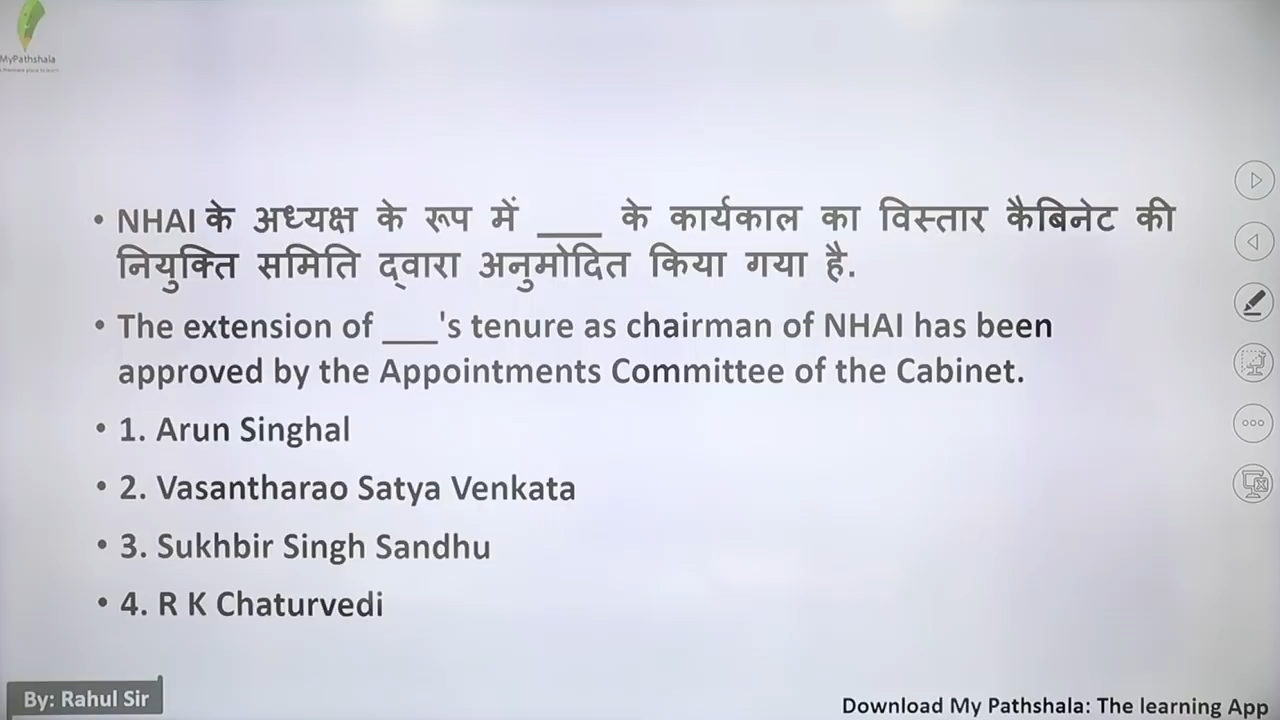 MyPathshala
• NHAI के अध्यक्ष के रूप में ____ के कार्यकाल का विस्तार कैबिनेट की
नियुक्ति समिति द्वारा अनुमोदित किया गया है.
• The extension of ___'s tenure as chairman of NHAI has been
approved by the Appointments Committee of the Cabinet.
• 1. Arun Singhal
• 2. Vasantharao Satya Venkata
• 3. Sukhbir Singh Sandhu
• 4. R K Chaturvedi
By: Rahul Sir
Download My Pathshala: The learning App